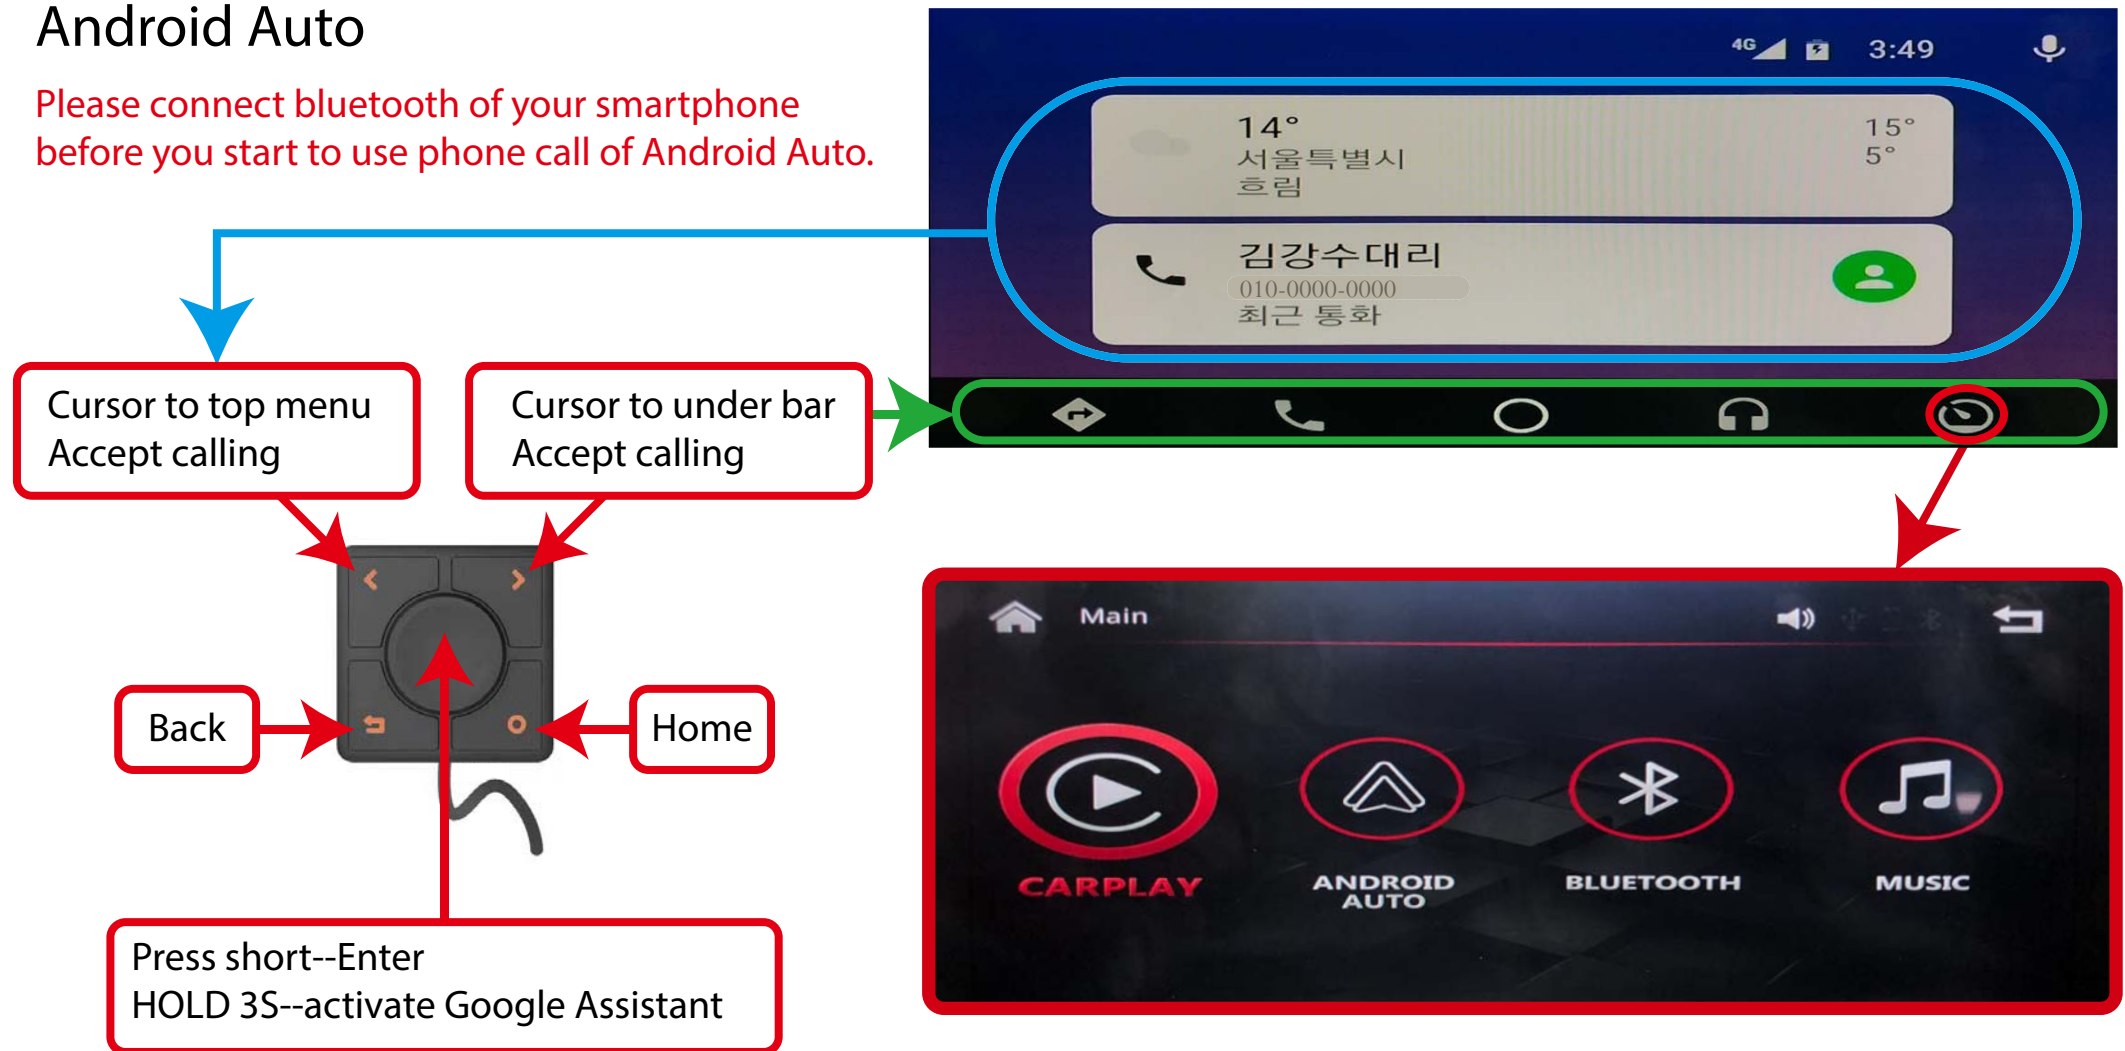 Android Auto
Please connect bluetooth of your smartphone
before you start to use phone call of Android Auto.
4G
3:49
14°
서울특별시
흐림
15°
5°
김강수대리
010-0000-0000
최근 통화
Cursor to top menu
Accept calling
Cursor to under bar
Accept calling
Back
Home
Press short--Enter
HOLD 3S--activate Google Assistant
Main
CARPLAY
ANDROID
AUTO
BLUETOOTH
MUSIC